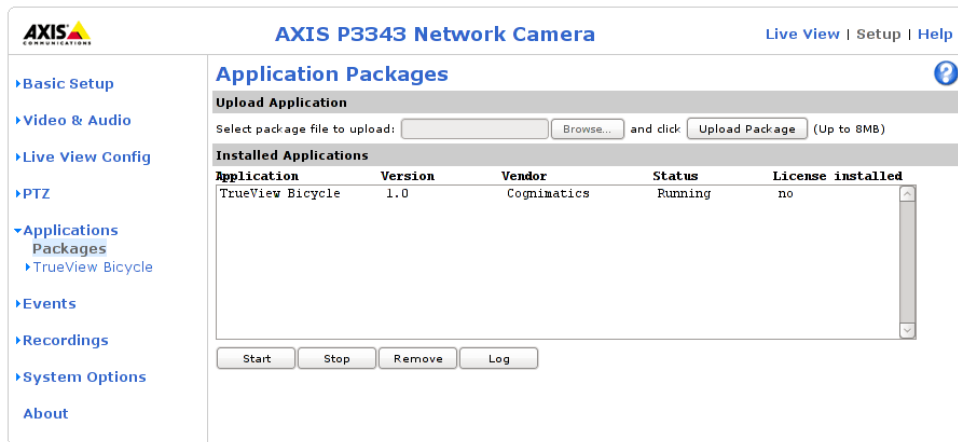 AXIS
COMMUNICATIONS
AXIS P3343 Network Camera
Live View | Setup | Help
Basic Setup
Video & Audio
Live View Config
PTZ
Applications
Packages
TrueView Bicycle
Events
Recordings
System Options
About
Application Packages
?
Upload Application
Select package file to upload: Browse... and click Upload Package (Up to 8MB)
Installed Applications
Application Version Vendor Status License installed
TrueView Bicycle 1.0 Cognimatics Running no
Start Stop Remove Log